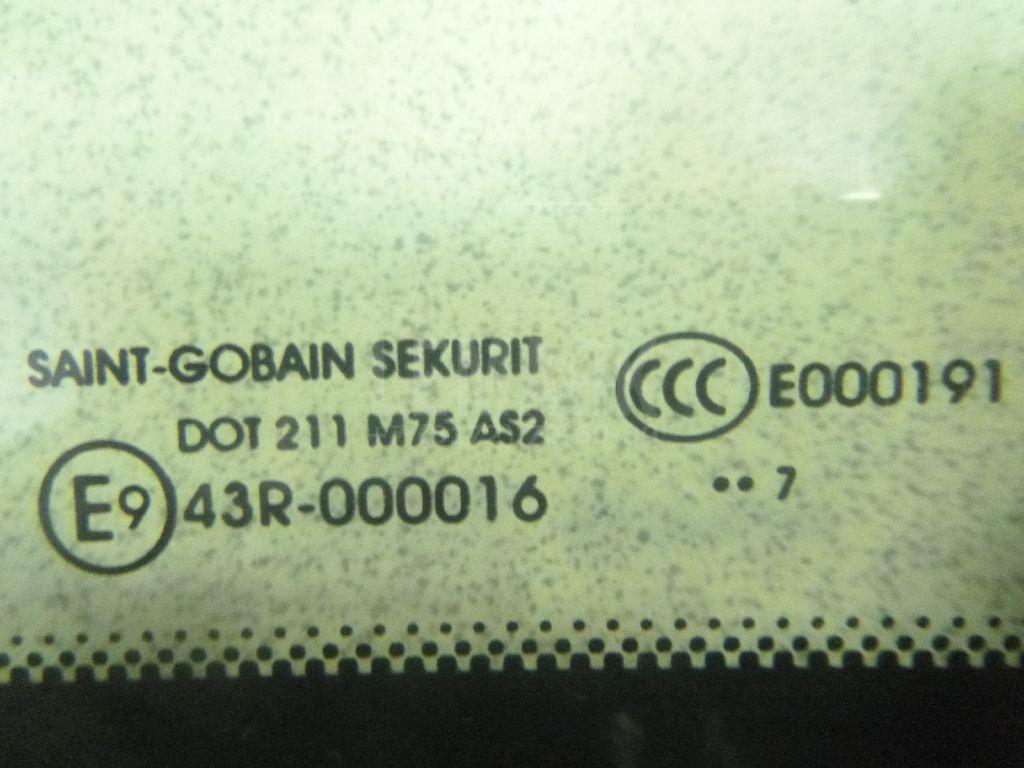 SAINT-GOBAIN SEKURIT
DOT 211 M75 AS2
E9 43R-000016
CCC E000191
•• 7